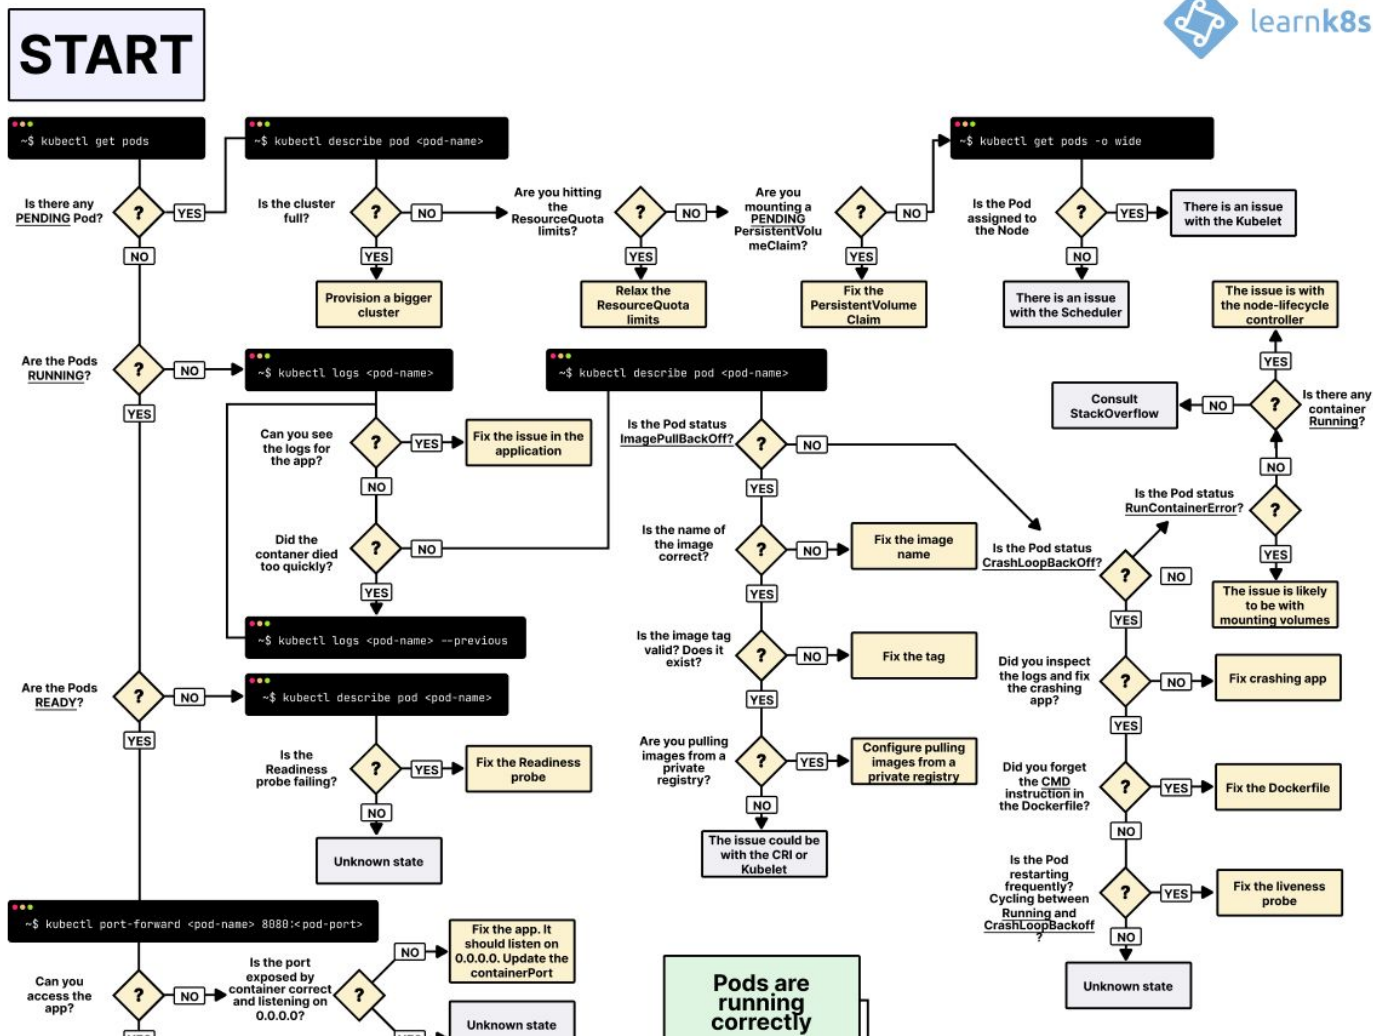 START
learnk8s
~$ kubectl get pods
~$ kubectl describe pod <pod-name>
~$ kubectl get pods -o wide
Is there any
PENDING Pod?
?
YES
NO
Is the cluster
full?
?
NO
YES
Provision a bigger
cluster
Are you hitting
the
ResourceQuota
limits?
?
NO
YES
Relax the
ResourceQuota
limits
Are you
mounting a
PENDING
PersistentVolu
meClaim?
?
NO
YES
Fix the
PersistentVolume
Claim
Is the Pod
assigned to
the Node
?
YES
There is an issue
with the Kubelet
NO
There is an issue
with the Scheduler
The issue is with
the node-lifecycle
controller
YES
Is there any
container
Running?
?
NO
Consult
StackOverflow
Are the Pods
RUNNING?
?
NO
YES
~$ kubectl logs <pod-name>
Can you see
the logs for
the app?
?
YES
Fix the issue in the
application
NO
Did the
contaner died
too quickly?
?
NO
YES
~$ kubectl logs <pod-name> --previous
~$ kubectl describe pod <pod-name>
Is the Pod status
ImagePullBackOff?
?
NO
YES
Is the name of
the image
correct?
?
NO
Fix the image
name
YES
Is the image tag
valid? Does it
exist?
?
NO
Fix the tag
YES
Are you pulling
images from a
private
registry?
?
YES
Configure pulling
images from a
private registry
NO
The issue could be
with the CRI or
Kubelet
NO
Is the Pod status
RunContainerError?
?
YES
The issue is likely
to be with
mounting volumes
Is the Pod status
CrashLoopBackOff?
?
NO
YES
Did you inspect
the logs and fix
the crashing
app?
?
NO
Fix crashing app
YES
Did you forget
the CMD
instruction in
the Dockerfile?
?
YES
Fix the Dockerfile
NO
Is the Pod
restarting
frequently?
Cycling between
Running and
CrashLoopBackoff
?
?
YES
Fix the liveness
probe
NO
Unknown state
Are the Pods
READY?
?
NO
YES
~$ kubectl describe pod <pod-name>
Is the
Readiness
probe failing?
?
YES
Fix the Readiness
probe
NO
Unknown state
~$ kubectl port-forward <pod-name> 8080:<pod-port>
Can you
access the
app?
?
NO
Is the port
exposed by
container correct
and listening on
0.0.0.0?
?
NO
Fix the app. It
should listen on
0.0.0.0. Update the
containerPort
Unknown state
Pods are
running
correctly